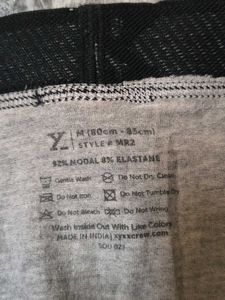 XY
M (80cm - 85cm)
STYLE # MR2
92% MODAL 8% ELASTANE
Gentle Wash Do Not Dry Clean
Do Not Iron Do Not Tumble Dry
Do Not Bleach Do Not Wring
Wash Inside Out With Like Colors
MADE IN INDIA | xyxxcrew.com
SOU 021